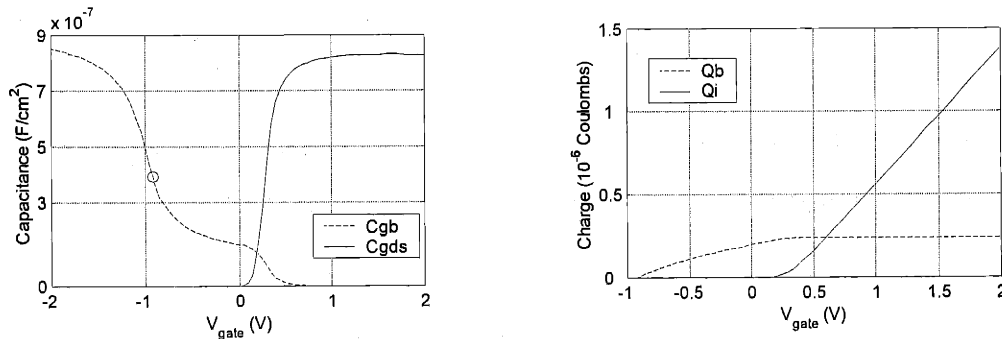 x 10⁻⁷
9
7
5
3
0
Capacitance (F/cm²)
Cgb
Cgds
-2
-1
0
1
2
V_gate (V)
1.5
1
0.5
0
Charge (10⁻⁶ Coulombs)
Qb
Qi
-1
-0.5
0
0.5
1
1.5
2
V_gate (V)